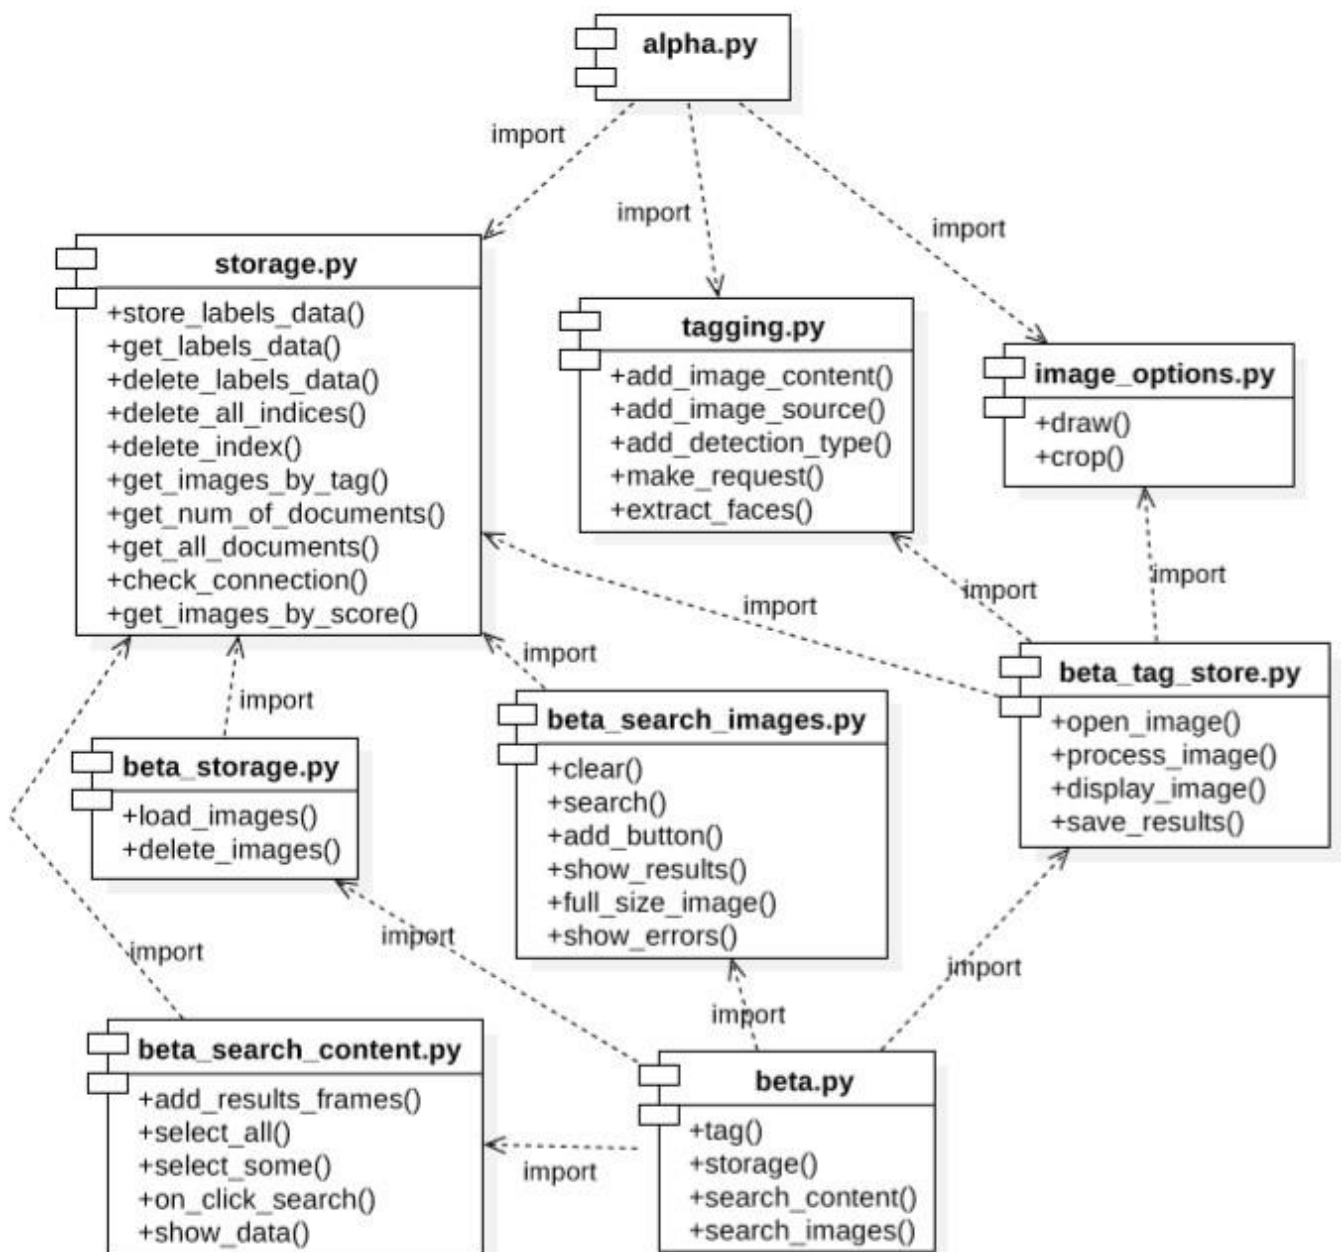 alpha.py
import
import
import
storage.py
+store_labels_data()
+get_labels_data()
+delete_labels_data()
+delete_all_indices()
+delete_index()
+get_images_by_tag()
+get_num_of_documents()
+get_all_documents()
+check_connection()
+get_images_by_score()
tagging.py
+add_image_content()
+add_image_source()
+add_detection_type()
+make_request()
+extract_faces()
image_options.py
+draw()
+crop()
import
import
import
import
import
beta_storage.py
+load_images()
+delete_images()
beta_search_images.py
+clear()
+search()
+add_button()
+show_results()
+full_size_image()
+show_errors()
beta_tag_store.py
+open_image()
+process_image()
+display_image()
+save_results()
import
import
import
import
beta_search_content.py
+add_results_frames()
+select_all()
+select_some()
+on_click_search()
+show_data()
import
beta.py
+tag()
+storage()
+search_content()
+search_images()